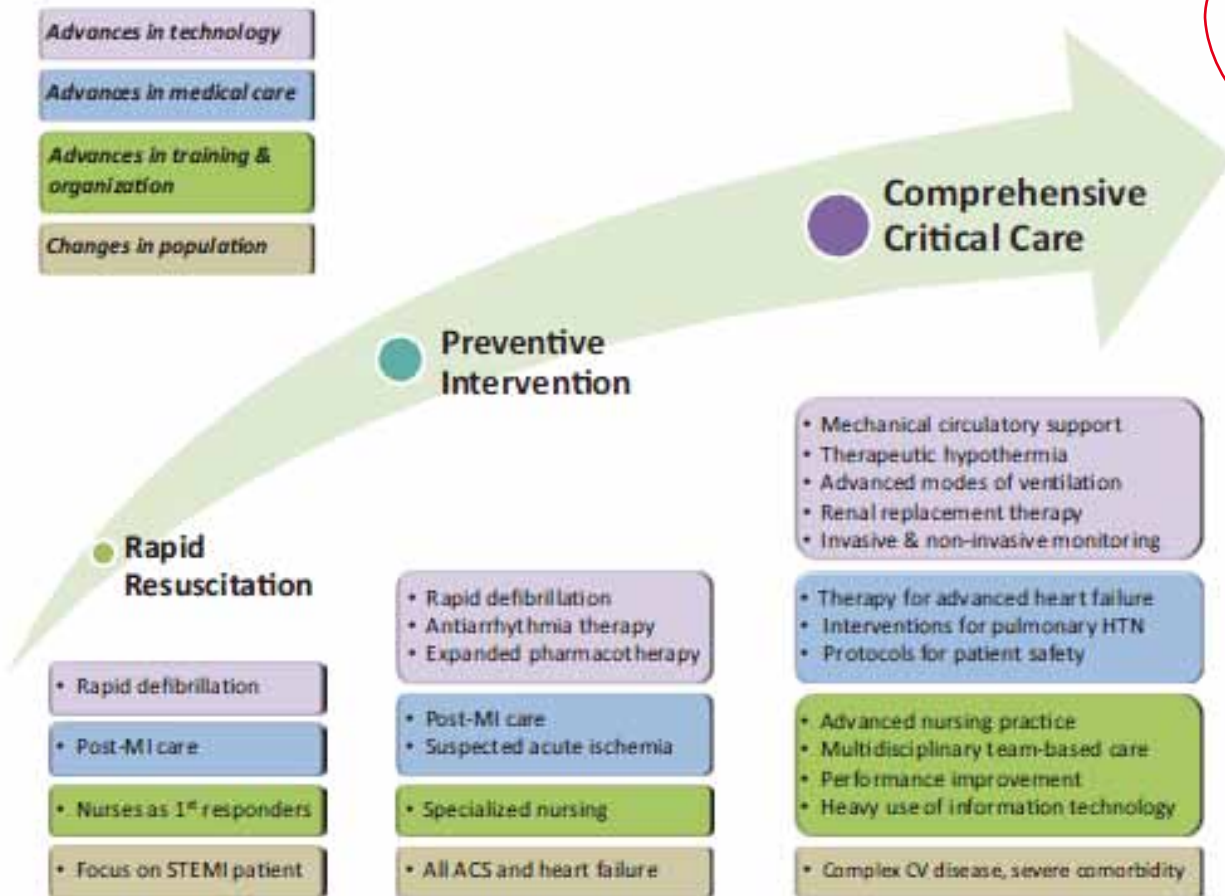 Advances in technology
Advances in medical care
Advances in training &
organization
Changes in population
Comprehensive
Critical Care
Preventive
Intervention
Rapid
Resuscitation
• Rapid defibrillation
• Post-MI care
• Nurses as 1st responders
• Focus on STEMI patient
• Rapid defibrillation
• Antiarrhythmia therapy
• Expanded pharmacotherapy
• Post-MI care
• Suspected acute ischemia
• Specialized nursing
• All ACS and heart failure
• Mechanical circulatory support
• Therapeutic hypothermia
• Advanced modes of ventilation
• Renal replacement therapy
• Invasive & non-invasive monitoring
• Therapy for advanced heart failure
• Interventions for pulmonary HTN
• Protocols for patient safety
• Advanced nursing practice
• Multidisciplinary team-based care
• Performance improvement
• Heavy use of information technology
• Complex CV disease, severe comorbidity